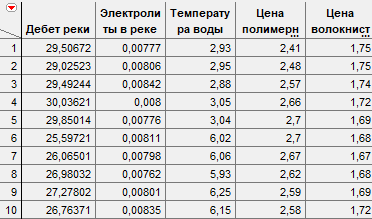 Дебет реки Электроли ты в реке Температу ра воды Цена полимерн... Цена волокнист...
1 29,50672 0,00777 2,93 2,41 1,75
2 29,02523 0,00806 2,95 2,48 1,75
3 29,49244 0,00842 2,88 2,57 1,74
4 30,03621 0,008 3,05 2,66 1,72
5 29,85014 0,00776 3,04 2,7 1,69
6 25,59721 0,00811 6,02 2,7 1,68
7 26,06501 0,00798 6,06 2,67 1,67
8 26,98032 0,00762 5,93 2,62 1,68
9 27,27802 0,00801 6,25 2,59 1,69
10 26,76371 0,00835 6,15 2,58 1,72